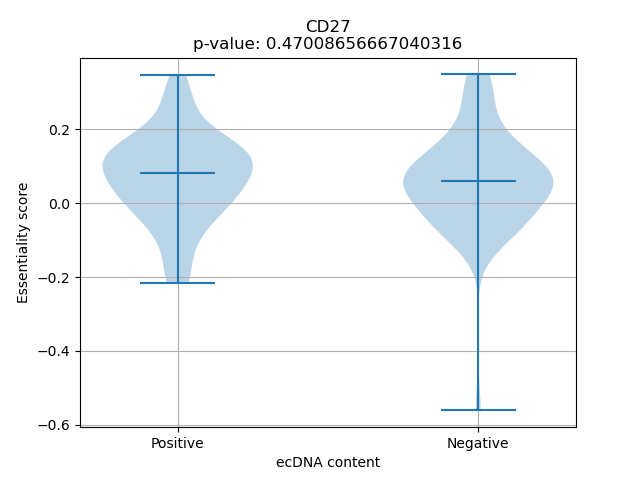 CD27
p-value: 0.47008656667040316
0.2
0.0
−0.2
−0.4
−0.6
Essentiality score
Positive
Negative
ecDNA content